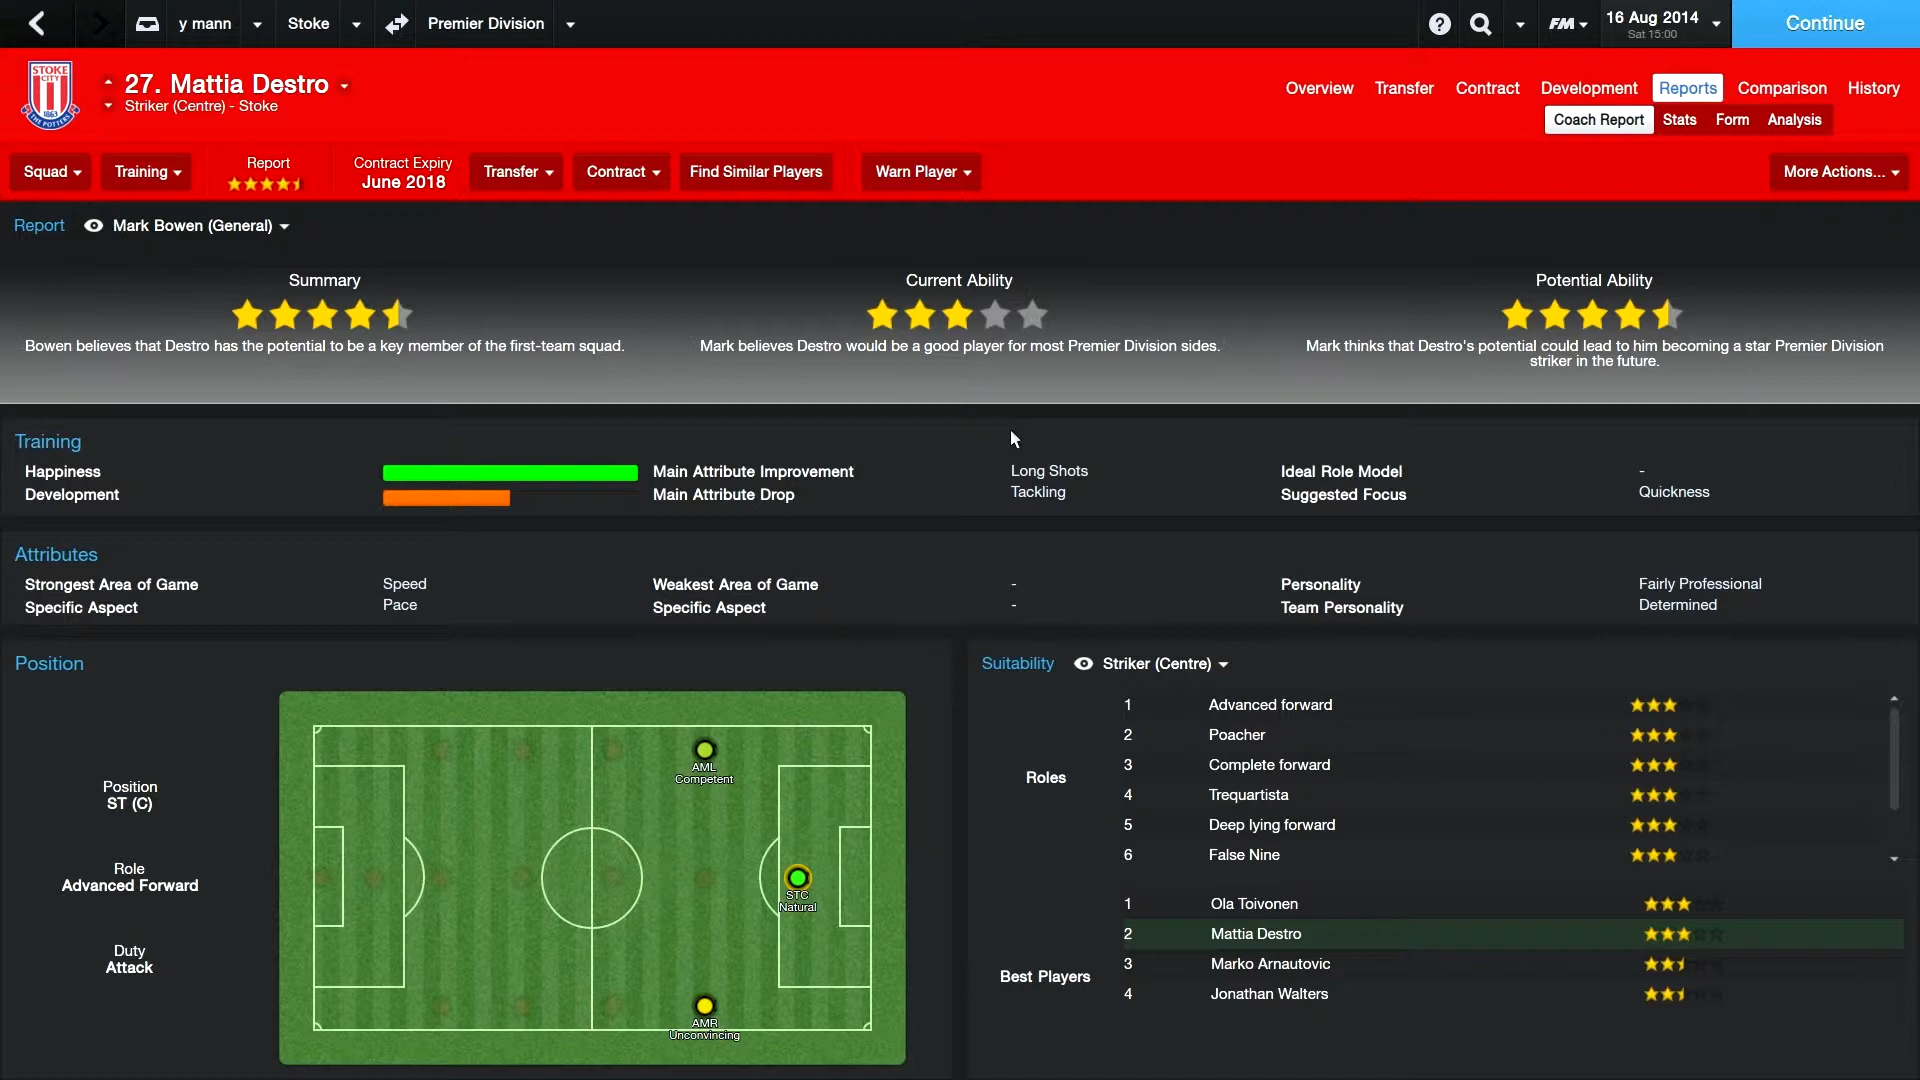 y mann
Stoke
Premier Division
?
FM
16 Aug 2014
Sat 15:00
Continue
STOKE
CITY
1863
THE POTTERS
27. Mattia Destro
Striker (Centre) - Stoke
Overview Transfer Contract Development Reports Comparison History
Coach Report Stats Form Analysis
Squad
Training
Report
Contract Expiry
June 2018
Transfer
Contract
Find Similar Players
Warn Player
More Actions...
Report
Mark Bowen (General)
Summary
Bowen believes that Destro has the potential to be a key member of the first-team squad.
Current Ability
Mark believes Destro would be a good player for most Premier Division sides.
Potential Ability
Mark thinks that Destro's potential could lead to him becoming a star Premier Division
striker in the future.
Training
Happiness
Main Attribute Improvement Long Shots
Ideal Role Model -
Development
Main Attribute Drop Tackling
Suggested Focus Quickness
Attributes
Strongest Area of Game Speed
Weakest Area of Game -
Personality Fairly Professional
Specific Aspect Pace
Specific Aspect -
Team Personality Determined
Position
Position
ST (C)
Role
Advanced Forward
Duty
Attack
AML
Competent
STC
Natural
AMR
Unconvincing
Suitability
Striker (Centre)
Roles
1 Advanced forward
2 Poacher
3 Complete forward
4 Trequartista
5 Deep lying forward
6 False Nine
Best Players
1 Ola Toivonen
2 Mattia Destro
3 Marko Arnautovic
4 Jonathan Walters